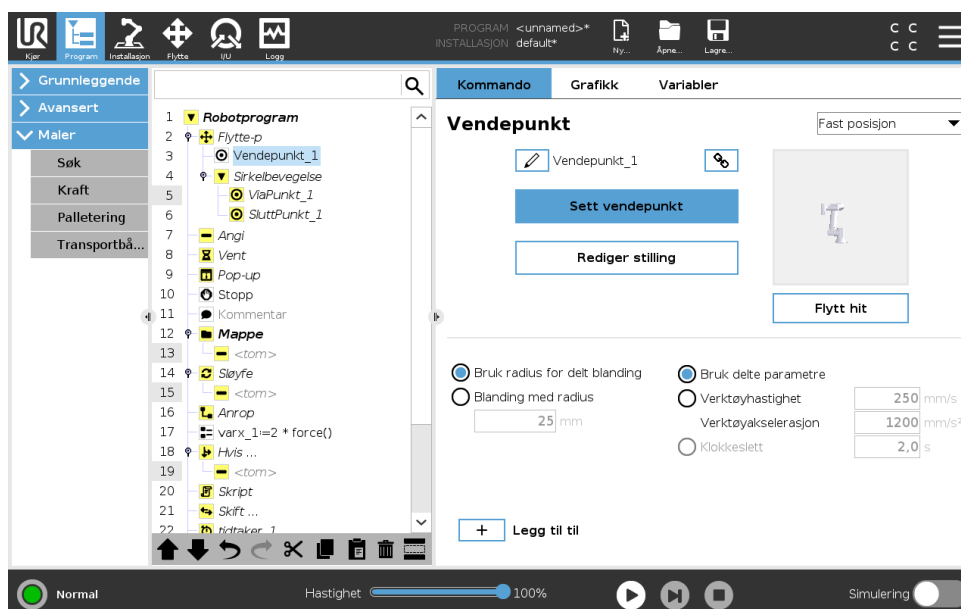 PROGRAM <unnamed>*
INSTALLASJON default*
UR
Kjør
Program
Installasjon
Flytte
I/U
Logg
Ny...
Åpne...
Lagre...
C C
C C
Grunnleggende
Avansert
Maler
Søk
Kraft
Palletering
Transportbå...
1 Robotprogram
2 Flytte-p
3 Vendepunkt_1
4 Sirkelbevegelse
5 ViaPunkt_1
6 SluttPunkt_1
7 Angi
8 Vent
9 Pop-up
10 Stopp
11 Kommentar
12 Mappe
13 <tom>
14 Sløyfe
15 <tom>
16 Anrop
17 varx_1:=2 * force()
18 Hvis ...
19 <tom>
20 Skript
21 Skift ...
22 tidtaker_1
Kommando
Grafikk
Variabler
Vendepunkt
Fast posisjon
Vendepunkt_1
Sett vendepunkt
Rediger stilling
Flytt hit
Bruk radius for delt blanding
Blanding med radius
25 mm
Bruk delte parametre
Verktøyhastighet 250 mm/s
Verktøyakselerasjon 1200 mm/s²
Klokkeslett 2,0 s
+ Legg til til
Normal
Hastighet 100%
Simulering